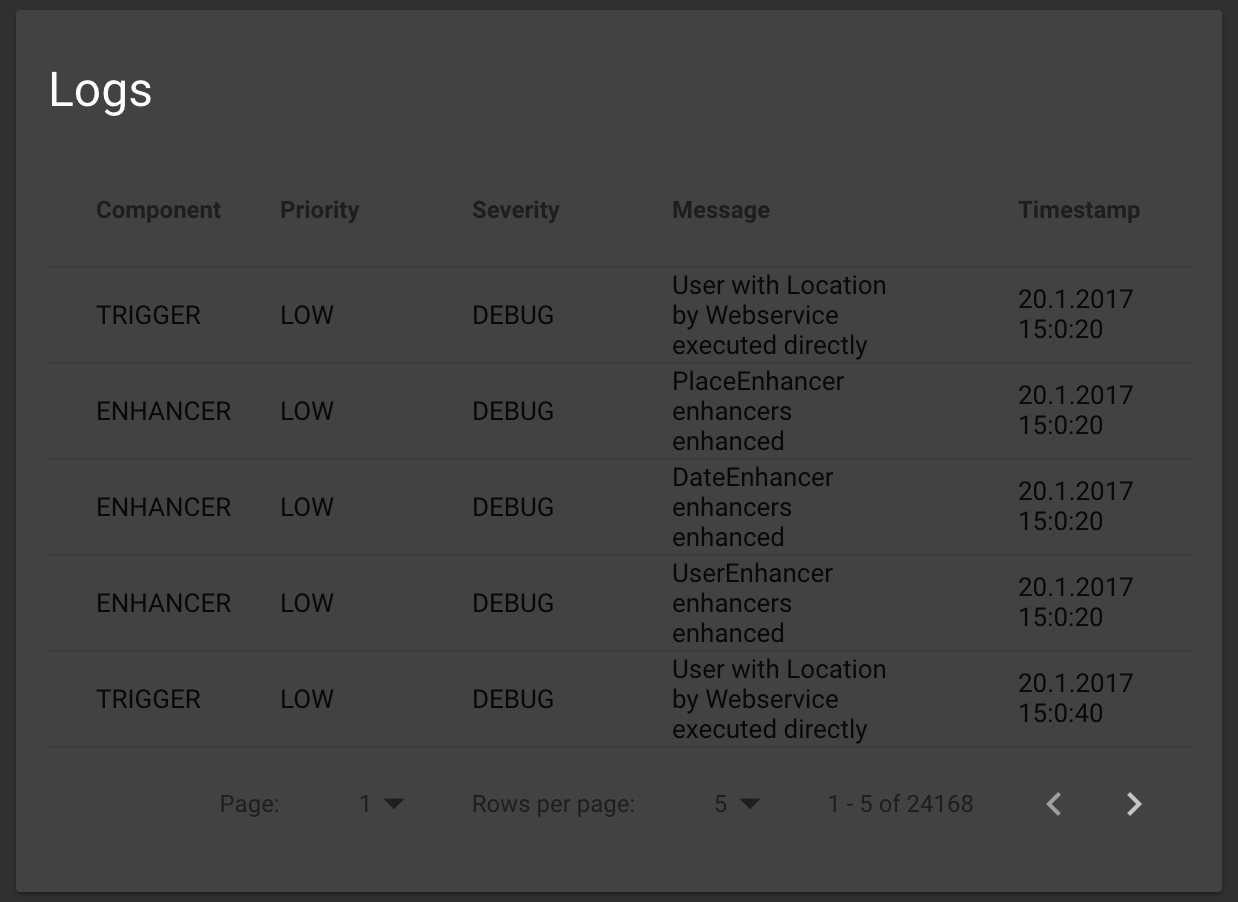 Logs
Component Priority Severity Message Timestamp
User with Location
TRIGGER LOW DEBUG by Webservice 20.1.2017
executed directly 15:0:20
PlaceEnhancer
ENHANCER LOW DEBUG enhancers 20.1.2017
enhanced 15:0:20
DateEnhancer
ENHANCER LOW DEBUG enhancers 20.1.2017
enhanced 15:0:20
UserEnhancer
ENHANCER LOW DEBUG enhancers 20.1.2017
enhanced 15:0:20
User with Location
TRIGGER LOW DEBUG by Webservice 20.1.2017
executed directly 15:0:40
Page: 1 Rows per page: 5 1 - 5 of 24168